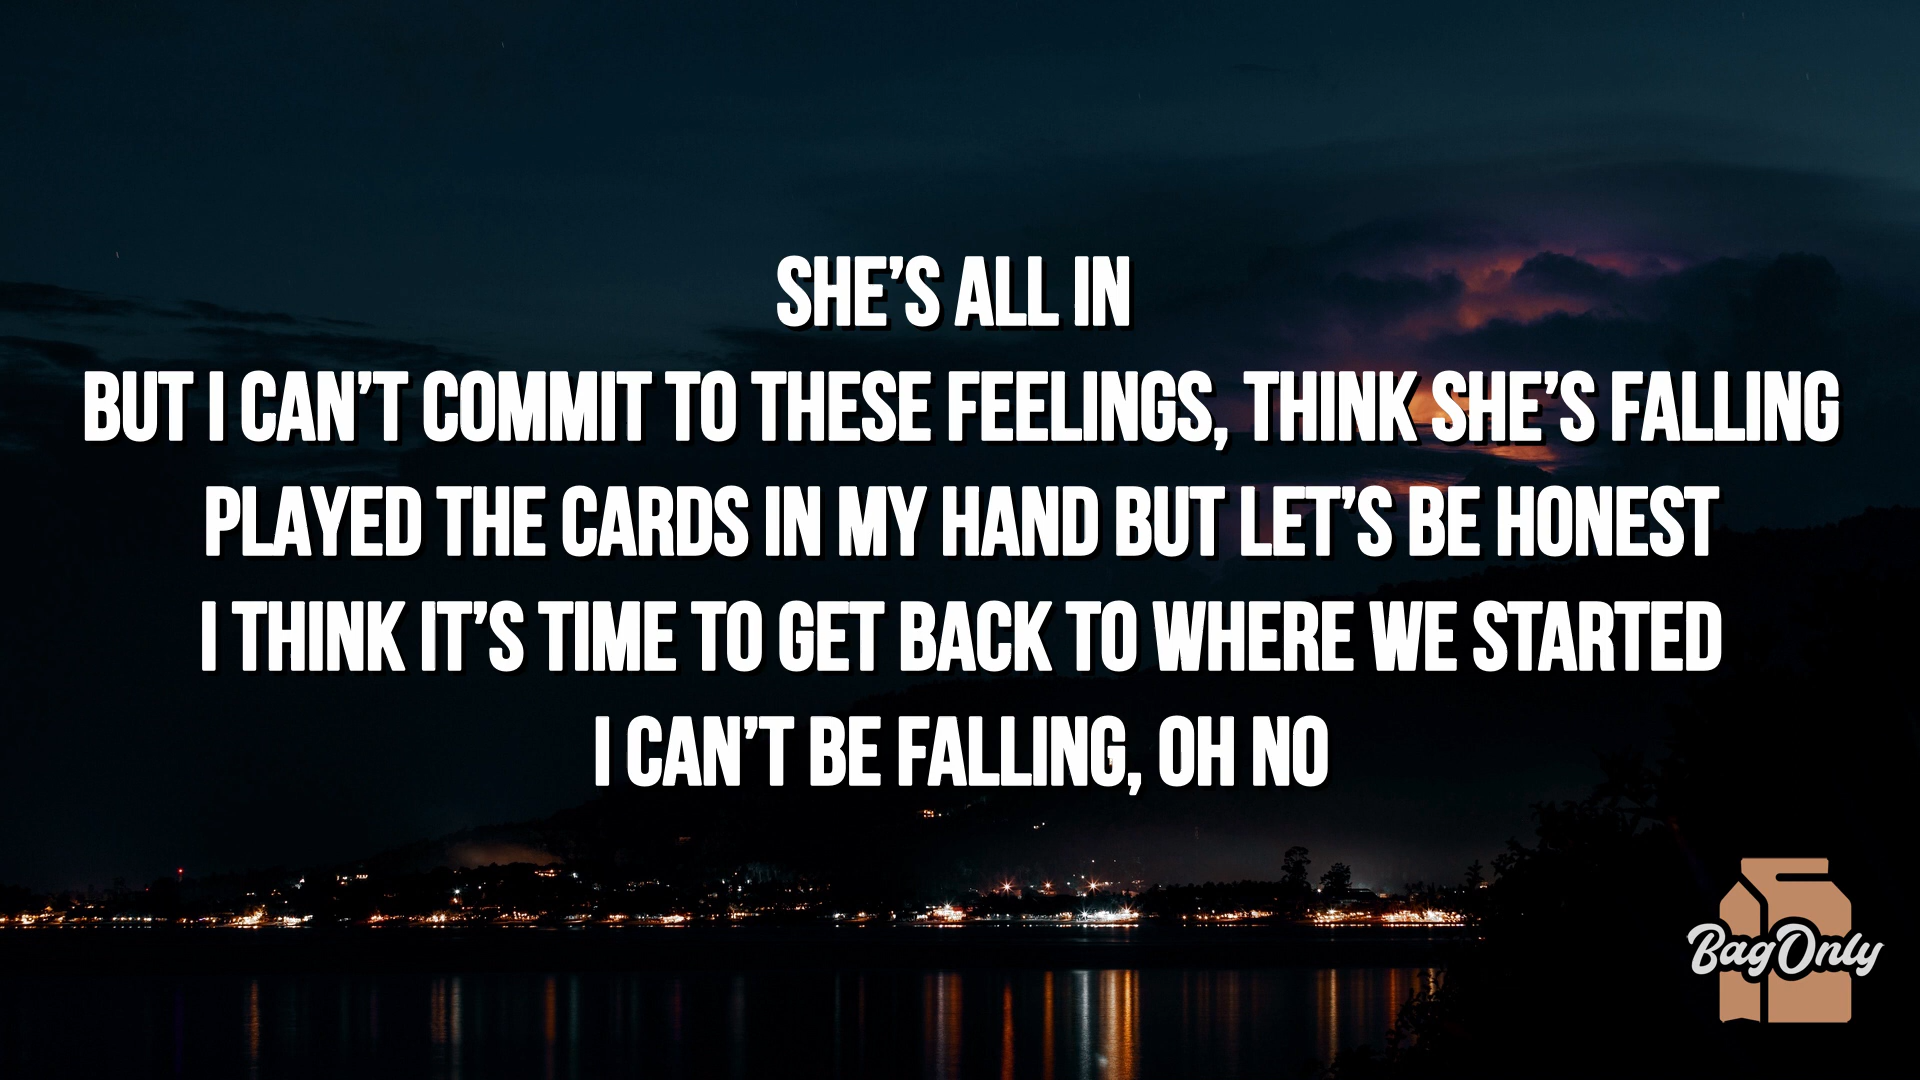 SHE’S ALL IN
BUT I CAN’T COMMIT TO THESE FEELINGS, THINK SHE’S FALLING
PLAYED THE CARDS IN MY HAND BUT LET’S BE HONEST
I THINK IT’S TIME TO GET BACK TO WHERE WE STARTED
I CAN’T BE FALLING, OH NO
BagOnly